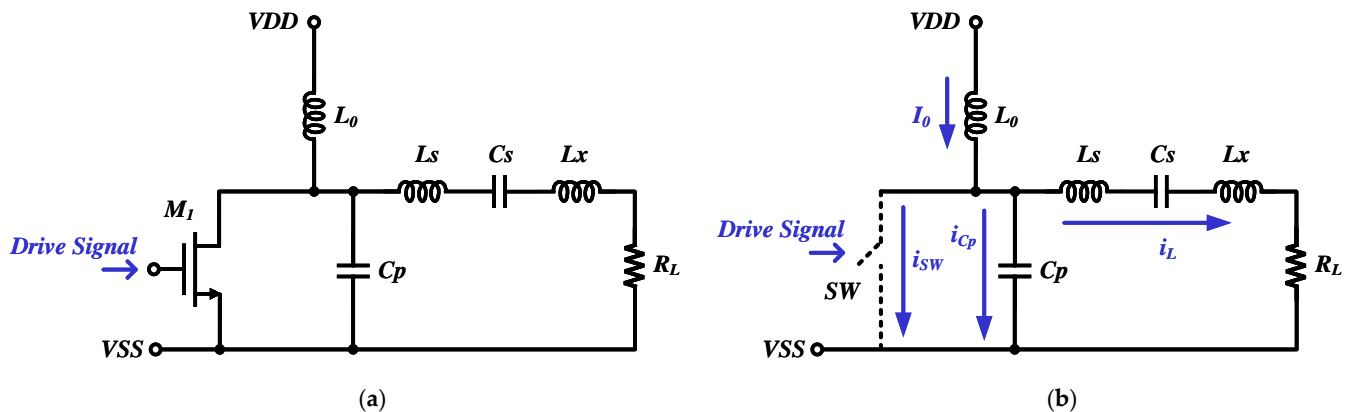 VDD
L0
Ls Cs Lx
M1
Drive Signal
Cp
RL
VSS
(a)
VDD
I0
L0
Ls Cs Lx
Drive Signal
iSW
iCp
iL
SW
Cp
RL
VSS
(b)